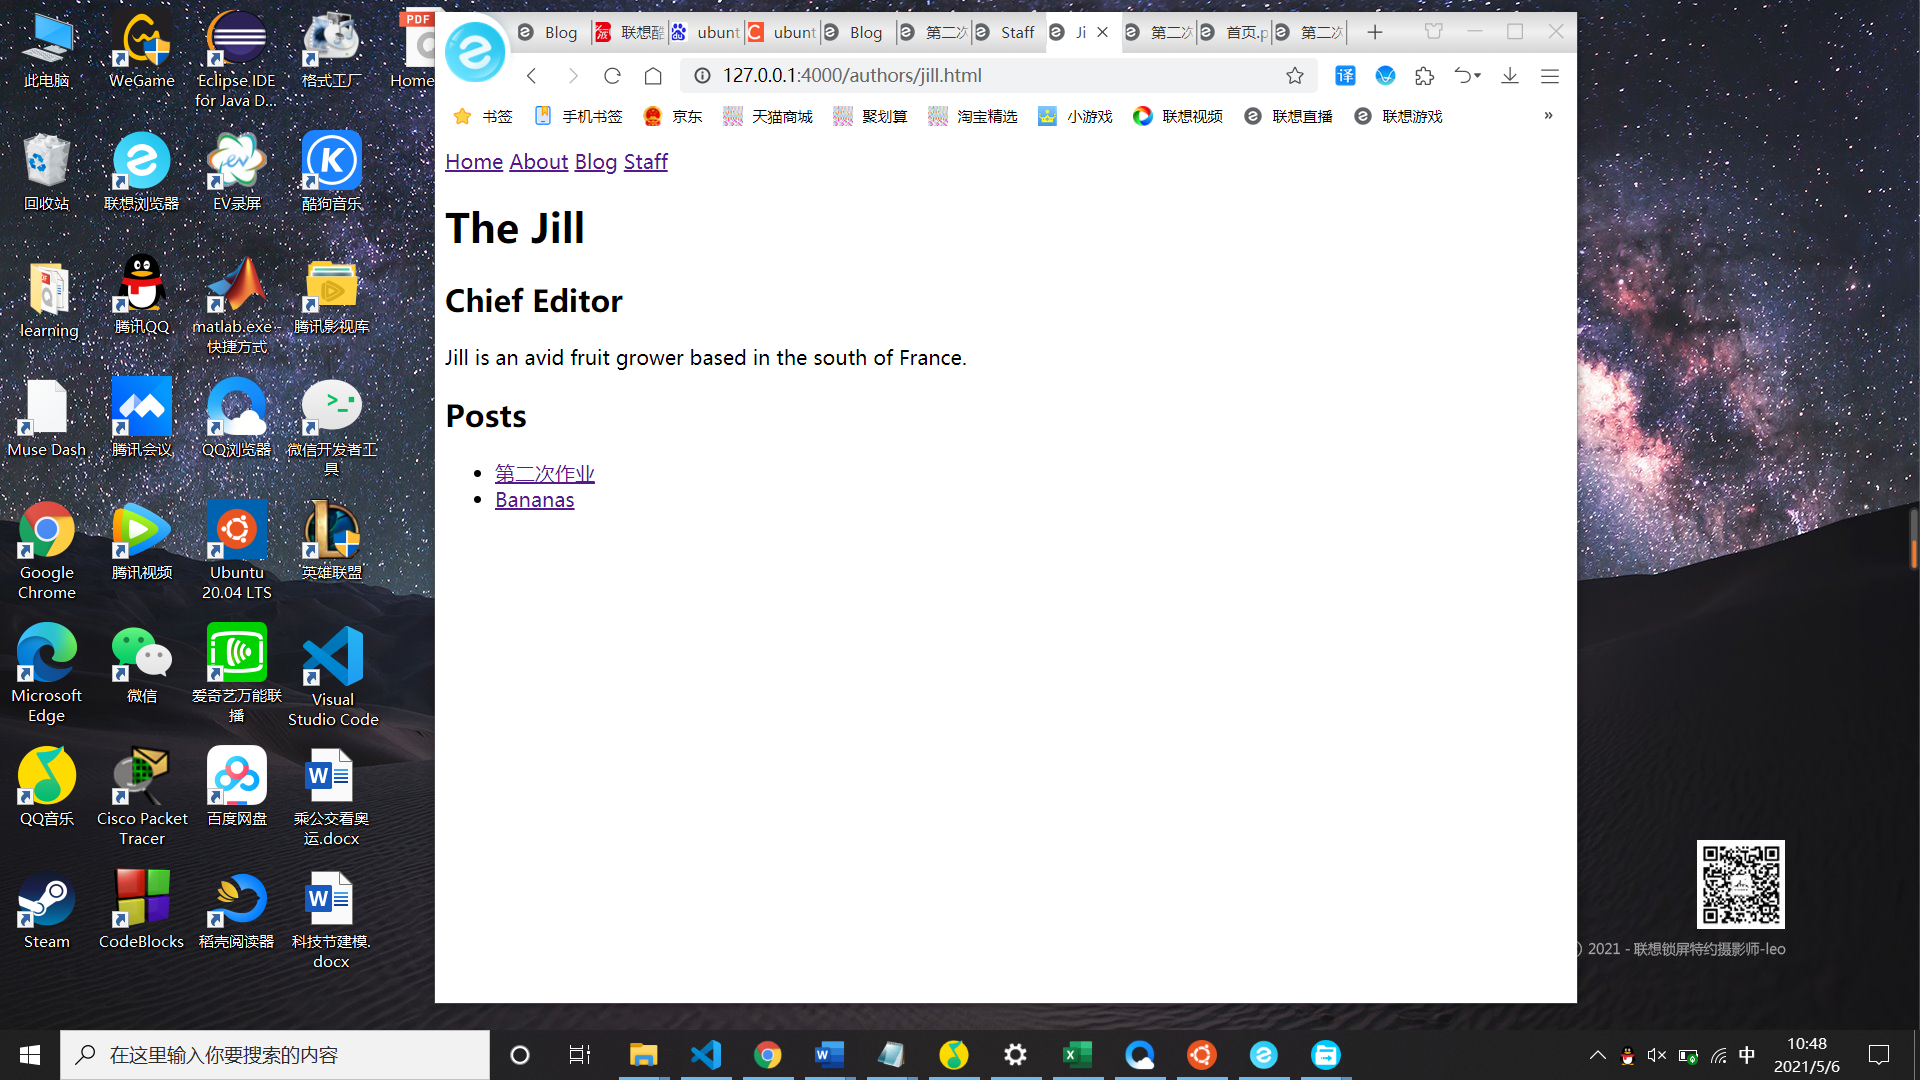 此电脑
WeGame
Eclipse IDE
for Java D...
格式工厂
PDF
Home
回收站
联想浏览器
EV录屏
酷狗音乐
learning
腾讯QQ
matlab.exe -
快捷方式
腾讯影视库
Muse Dash
腾讯会议
QQ浏览器
微信开发者工
具
Google
Chrome
腾讯视频
Ubuntu
20.04 LTS
英雄联盟
Microsoft
Edge
微信
爱奇艺万能联
播
Visual
Studio Code
QQ音乐
Cisco Packet
Tracer
百度网盘
乘公交看奥
运.docx
Steam
CodeBlocks
稻壳阅读器
科技节建模.
docx
Blog
联想酷
ubunt
ubunt
Blog
第二次
Staff
Ji
第二次
首页.p
第二次
127.0.0.1:4000/authors/jill.html
译
书签
手机书签
京东
天猫商城
聚划算
淘宝精选
小游戏
联想视频
联想直播
联想游戏
»
Home About Blog Staff
The Jill
Chief Editor
Jill is an avid fruit grower based in the south of France.
Posts
第二次作业
Bananas
2021 - 联想锁屏特约摄影师-leo
在这里输入你要搜索的内容
中
10:48
2021/5/6